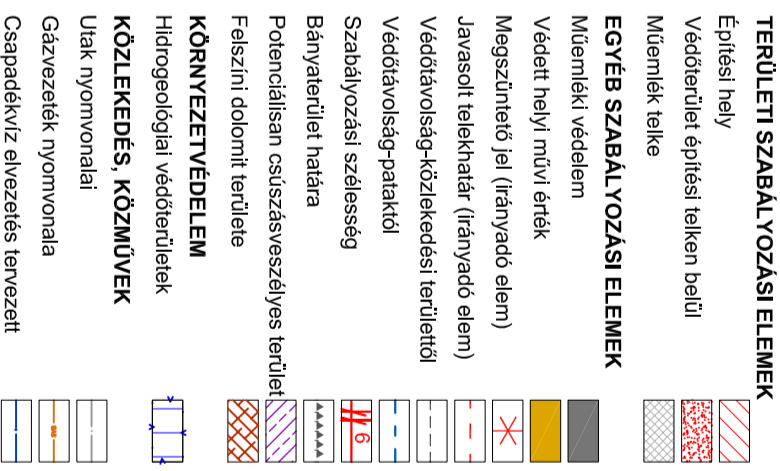 TERÜLETI SZABÁLYOZÁSI ELEMEK
Építési hely
Védőterület építési telken belül
Műemlék telke
EGYÉB SZABÁLYOZÁSI ELEMEK
Műemléki védelem
Védett helyi művi érték
Megszüntető jel (irányadó elem)
Javasolt telekhatár (irányadó elem)
Védőtávolság-közlekedési területtől
Védőtávolság-pataktól
Szabályozási szélesség
6
Bányaterület határa
Potenciálisan csúszásveszélyes terület
Felszíni dolomit területe
KÖRNYEZETVÉDELEM
Hidrogeológiai védőterületek
KÖZLEKEDÉS, KÖZMŰVEK
Utak nyomvonalai
Gázvezeték nyomvonala
Csapadékvíz elvezetés tervezett